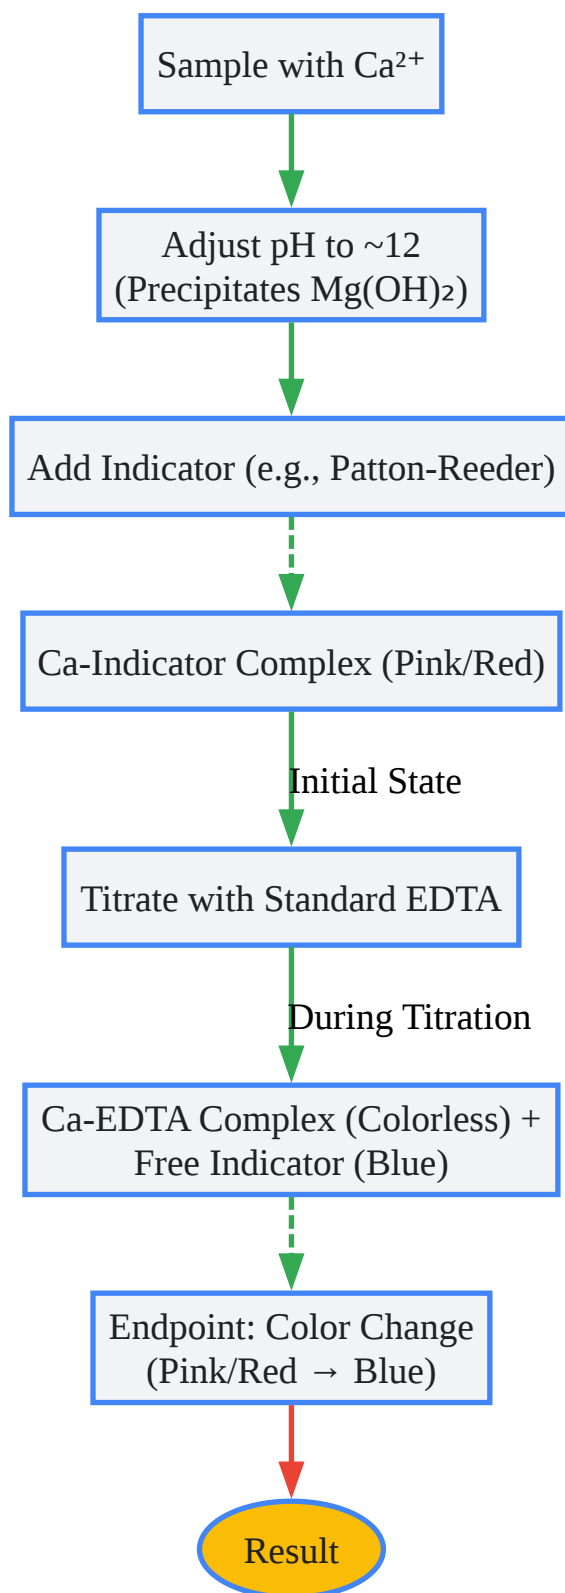 Sample with Ca²⁺
Adjust pH to ~12
(Precipitates Mg(OH)₂)
Add Indicator (e.g., Patton-Reeder)
Ca-Indicator Complex (Pink/Red)
Initial State
Titrate with Standard EDTA
During Titration
Ca-EDTA Complex (Colorless) +
Free Indicator (Blue)
Endpoint: Color Change
(Pink/Red → Blue)
Result